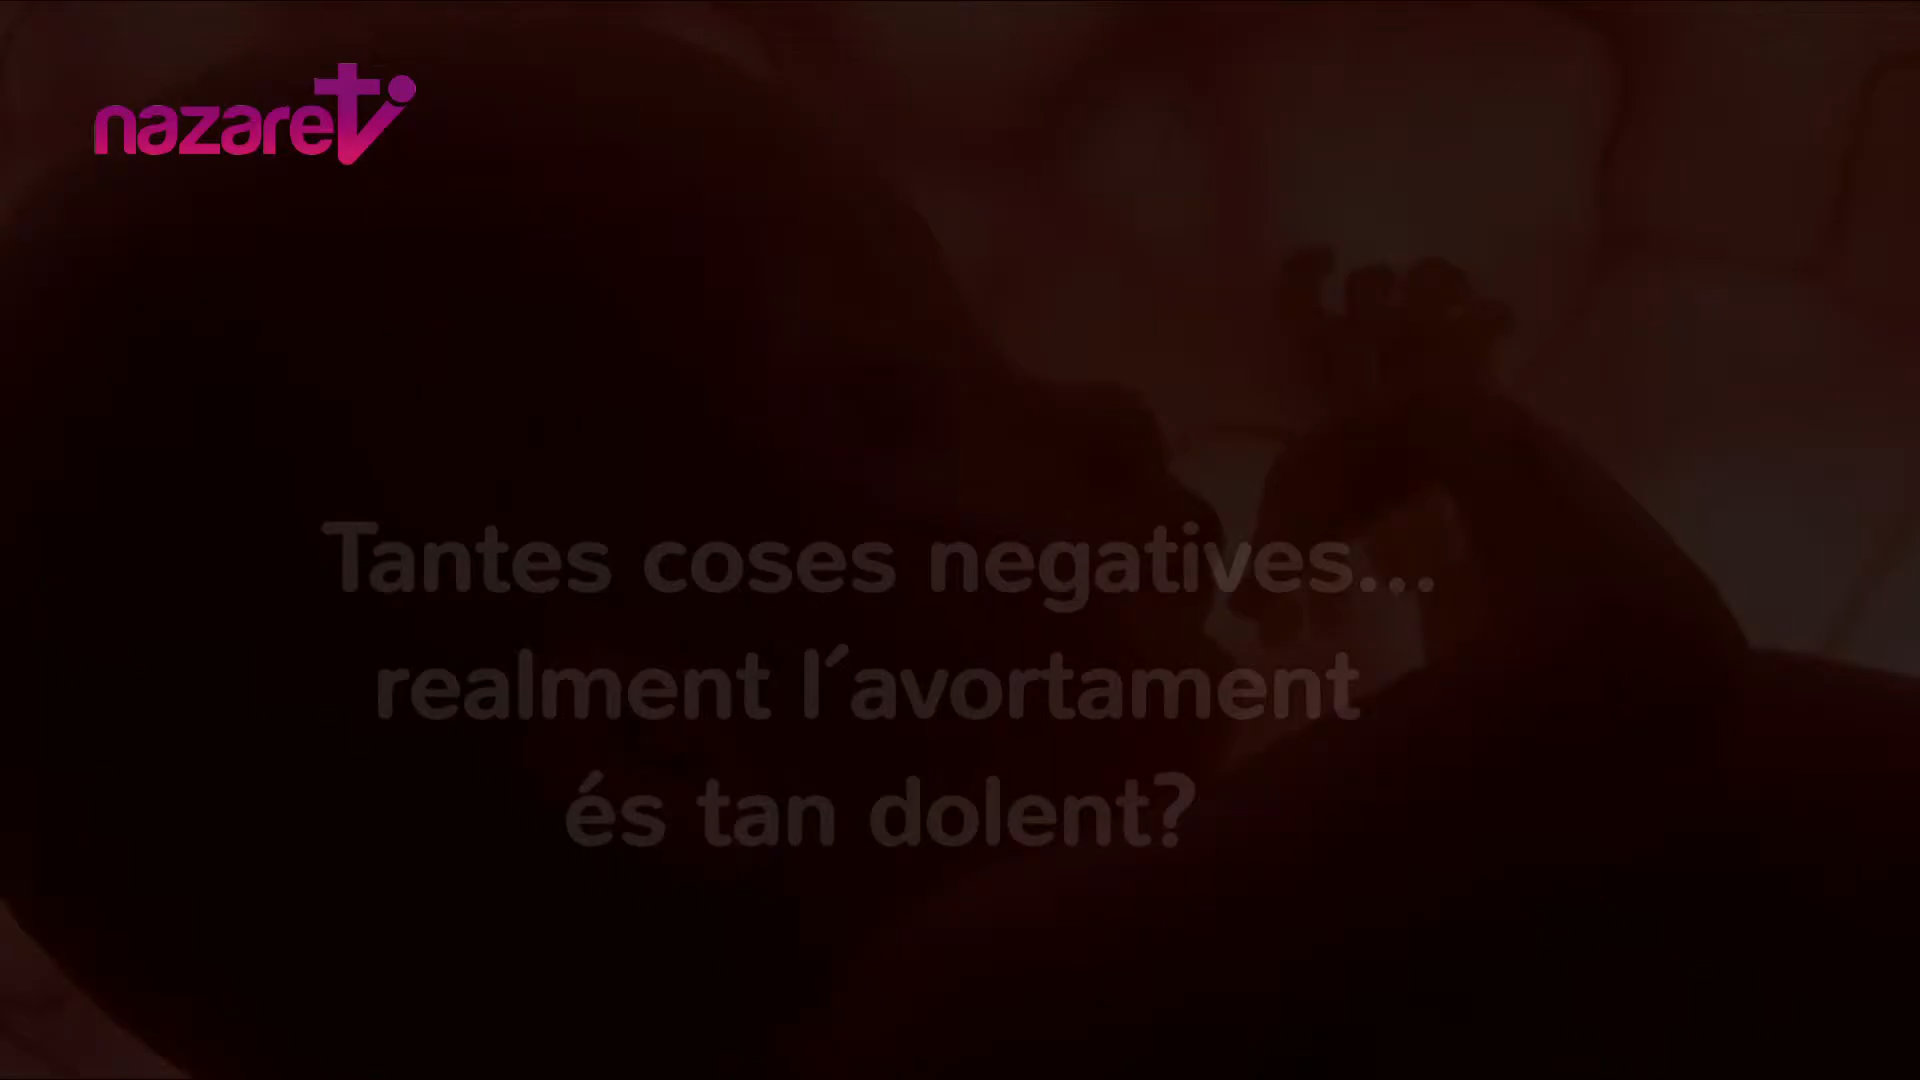 nazaretv
Tantes coses negatives...
realment l´avortament
és tan dolent?